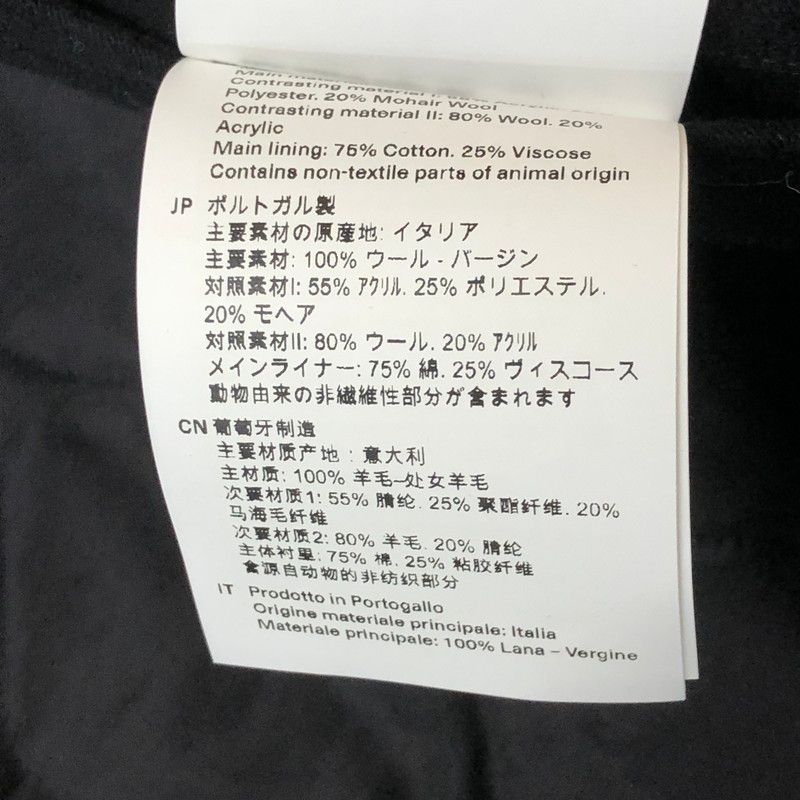 Contrasting material
Polyester. 20% Mohair Wool
Contrasting material II: 80% Wool. 20%
Acrylic
Main lining: 75% Cotton. 25% Viscose
Contains non-textile parts of animal origin
JP ポルトガル製
主要素材の原産地: イタリア
主要素材: 100% ウール - バージン
対照素材I: 55% アクリル. 25% ポリエステル.
20% モヘア
対照素材II: 80% ウール. 20% アクリル
メインライナー: 75% 綿. 25% ヴィスコース
動物由来の非繊維性部分が含まれます
CN 葡萄牙制造
主要材质产地 : 意大利
主材质: 100% 羊毛–处女羊毛
次要材质1: 55% 腈纶. 25% 聚酯纤维. 20%
马海毛纤维
次要材质2: 80% 羊毛. 20% 腈纶
主体衬里: 75% 棉. 25% 粘胶纤维
含源自动物的非纺织部分
IT Prodotto in Portogallo
Origine materiale principale: Italia
Materiale principale: 100% Lana – Vergine